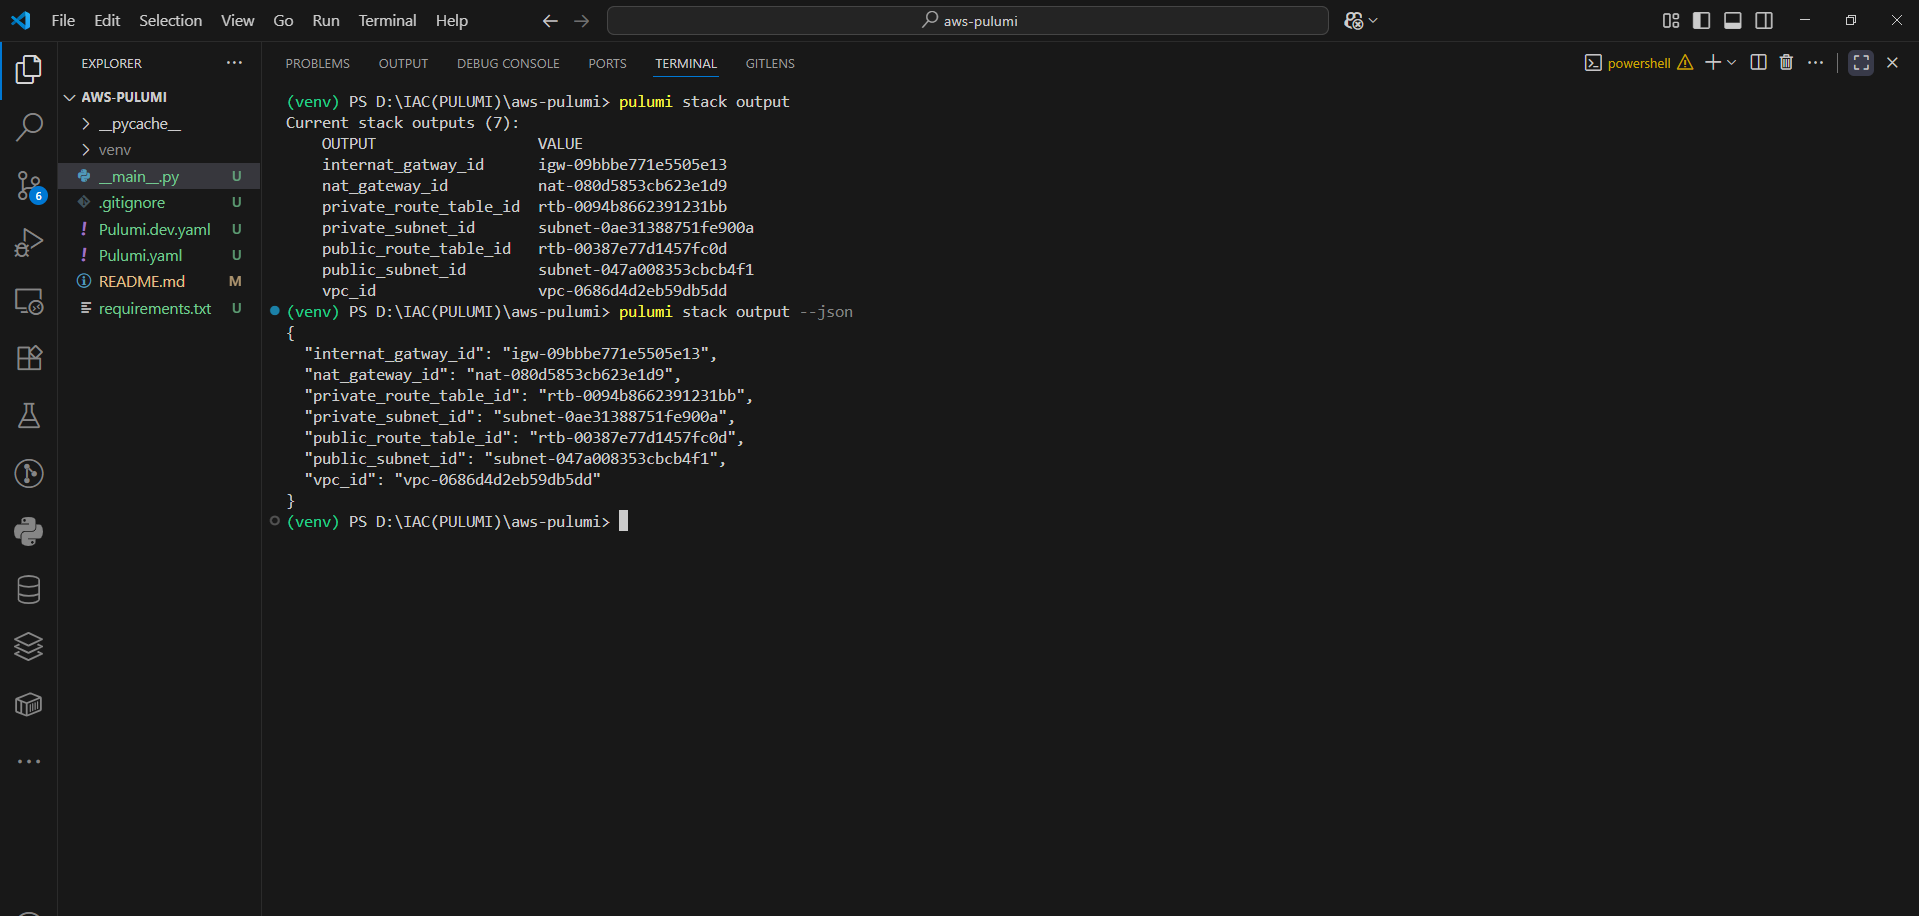 File Edit Selection View Go Run Terminal Help
aws-pulumi
EXPLORER
AWS-PULUMI
__pycache__
venv
__main__.py U
.gitignore U
Pulumi.dev.yaml U
Pulumi.yaml U
README.md M
requirements.txt U
6
PROBLEMS OUTPUT DEBUG CONSOLE PORTS TERMINAL GITLENS
powershell
(venv) PS D:\IAC(PULUMI)\aws-pulumi> pulumi stack output
Current stack outputs (7):
OUTPUT VALUE
internat_gatway_id igw-09bbbe771e5505e13
nat_gateway_id nat-080d5853cb623e1d9
private_route_table_id rtb-0094b8662391231bb
private_subnet_id subnet-0ae31388751fe900a
public_route_table_id rtb-00387e77d1457fc0d
public_subnet_id subnet-047a008353cbcb4f1
vpc_id vpc-0686d4d2eb59db5dd
(venv) PS D:\IAC(PULUMI)\aws-pulumi> pulumi stack output --json
{
"internat_gatway_id": "igw-09bbbe771e5505e13",
"nat_gateway_id": "nat-080d5853cb623e1d9",
"private_route_table_id": "rtb-0094b8662391231bb",
"private_subnet_id": "subnet-0ae31388751fe900a",
"public_route_table_id": "rtb-00387e77d1457fc0d",
"public_subnet_id": "subnet-047a008353cbcb4f1",
"vpc_id": "vpc-0686d4d2eb59db5dd"
}
(venv) PS D:\IAC(PULUMI)\aws-pulumi>